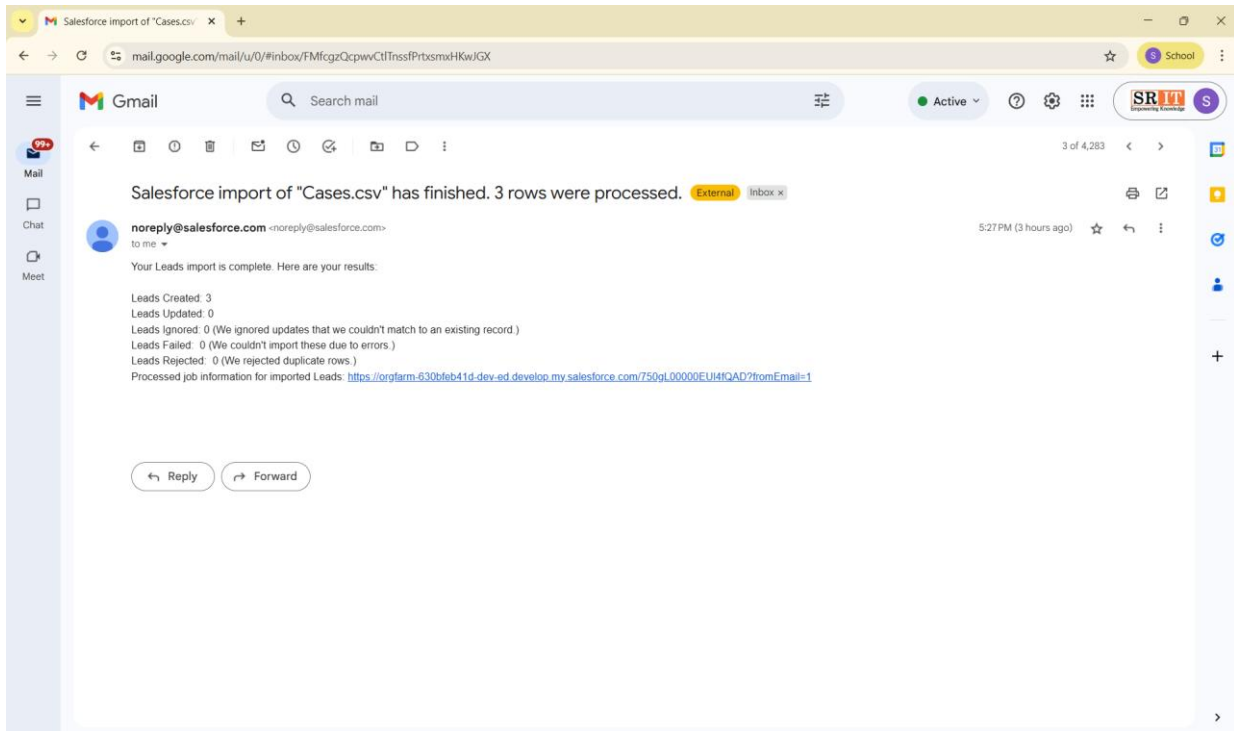 Salesforce import of "Cases.csv"
mail.google.com/mail/u/0/#inbox/FMfcgzQcpwvCtlTnssfPrtxsmxHKwJGX
S School
Gmail
Search mail
Active
SR IT
Empowering Knowledge
S
99+
Mail
Chat
Meet
3 of 4,283
31
Salesforce import of "Cases.csv" has finished. 3 rows were processed. External Inbox x
noreply@salesforce.com <noreply@salesforce.com>
5:27 PM (3 hours ago)
to me
Your Leads import is complete. Here are your results:
Leads Created: 3
Leads Updated: 0
Leads Ignored: 0 (We ignored updates that we couldn't match to an existing record.)
Leads Failed: 0 (We couldn't import these due to errors.)
Leads Rejected: 0 (We rejected duplicate rows.)
Processed job information for imported Leads: https://orgfarm-630bfeb41d-dev-ed.develop.my.salesforce.com/750gL00000EUI4fQAD?fromEmail=1
Reply
Forward